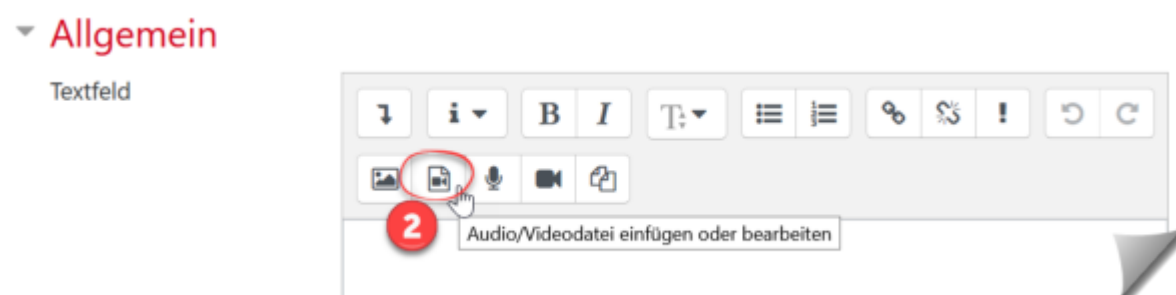 Allgemein
Textfeld
i B I T !
2
Audio/Videodatei einfügen oder bearbeiten